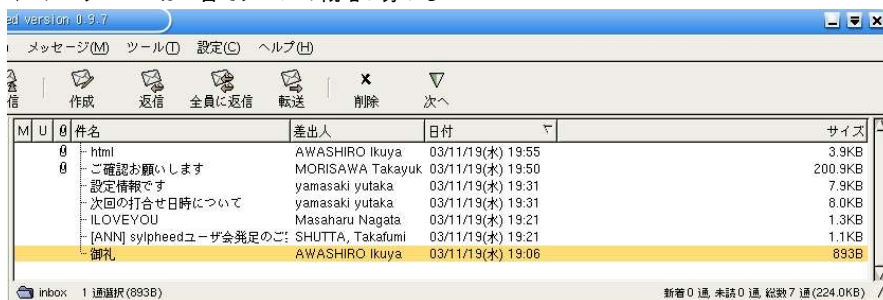 ed version 0.9.7
メッセージ(M) ツール(T) 設定(C) ヘルプ(H)
信 作成 返信 全員に返信 転送 削除 次へ
M U 件名 差出人 日付 サイズ
html AWASHIRO Ikuya 03/11/19(水) 19:55 3.9KB
ご確認お願いします MORISAWA Takayuk 03/11/19(水) 19:50 200.9KB
設定情報です yamasaki yutaka 03/11/19(水) 19:31 7.9KB
次回の打合せ日時について yamasaki yutaka 03/11/19(水) 19:31 8.0KB
ILOVEYOU Masaharu Nagata 03/11/19(水) 19:21 1.3KB
[ANN] sylpheedユーザ会発足のご SHUTTA, Takafumi 03/11/19(水) 19:21 1.1KB
御礼 AWASHIRO Ikuya 03/11/19(水) 19:06 893B
inbox 1 通選択(893B) 新着 0 通, 未読 0 通, 総数 7 通(224.0KB)